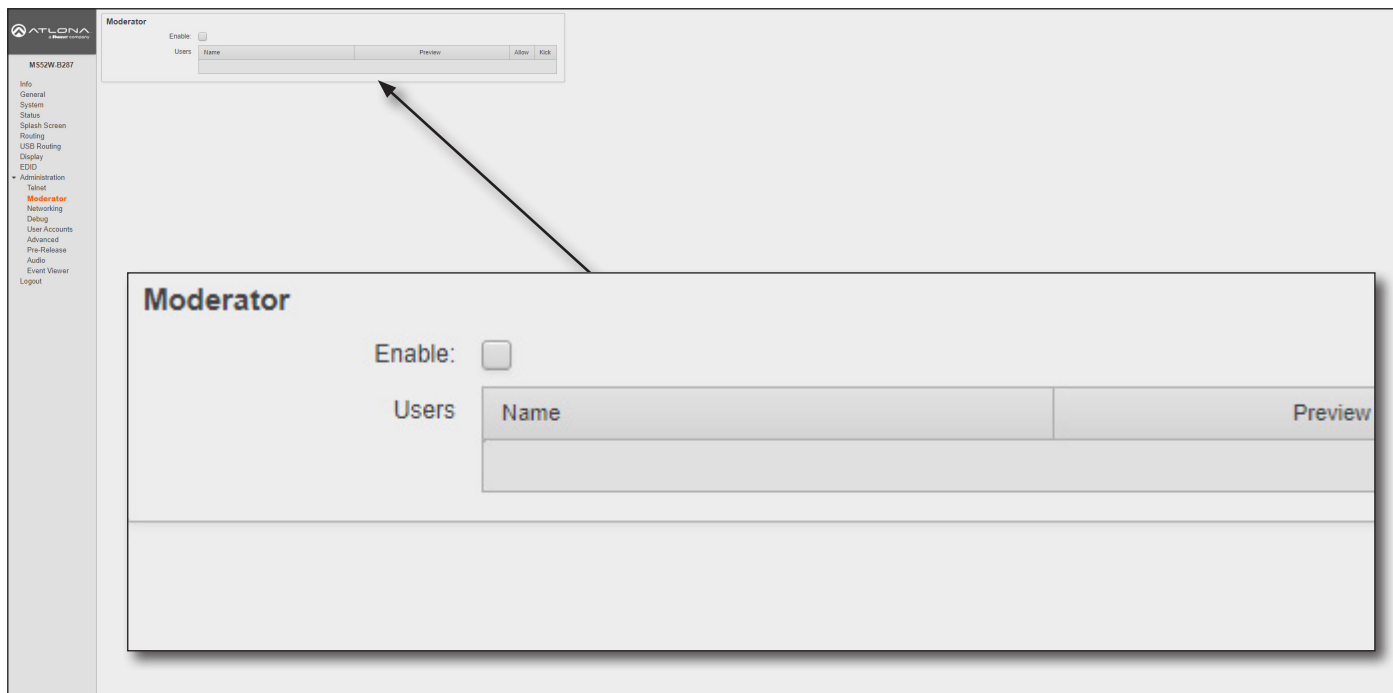 ATLONA
a Panduit company
MS52W-B287
Info
General
System
Status
Splash Screen
Routing
USB Routing
Display
EDID
Administration
Telnet
Moderator
Networking
Debug
User Accounts
Advanced
Pre-Release
Audio
Event Viewer
Logout
Moderator
Enable:
Users Name Preview Allow Kick
Moderator
Enable:
Users Name Preview